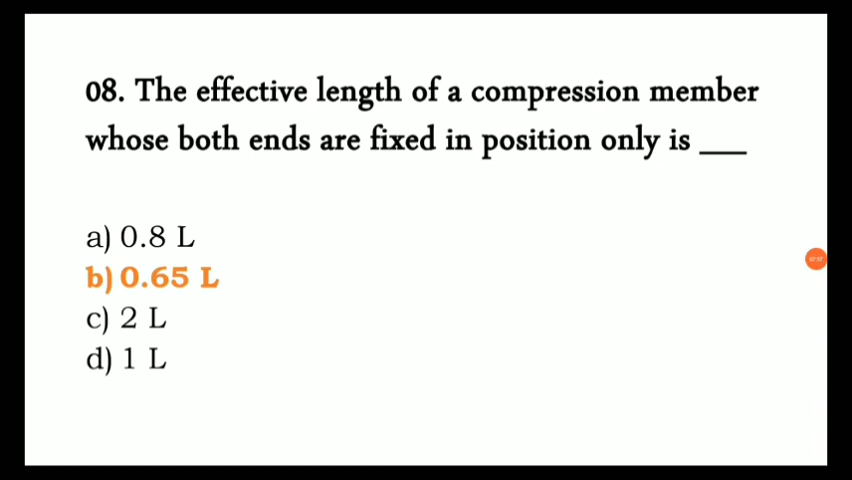 08. The effective length of a compression member
whose both ends are fixed in position only is ___
a) 0.8 L
b) 0.65 L
c) 2 L
d) 1 L